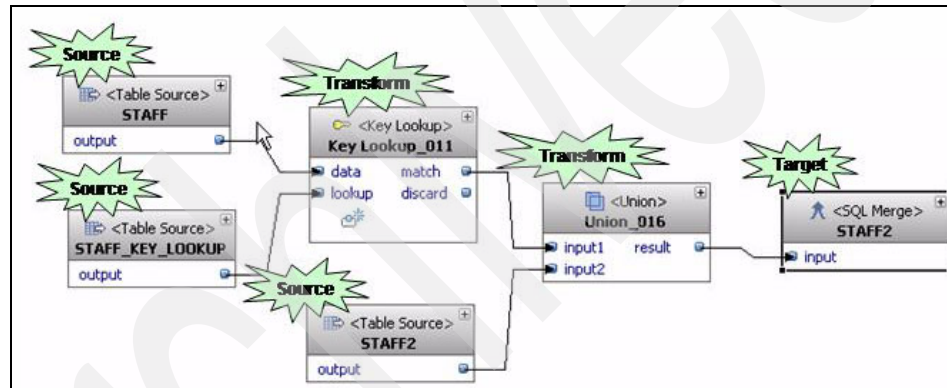 Source
<Table Source>
STAFF
output
Source
<Table Source>
STAFF_KEY_LOOKUP
output
Transform
<Key Lookup>
Key Lookup_011
data match
lookup discard
Source
<Table Source>
STAFF2
output
Transform
<Union>
Union_016
input1 result
input2
Target
<SQL Merge>
STAFF2
input